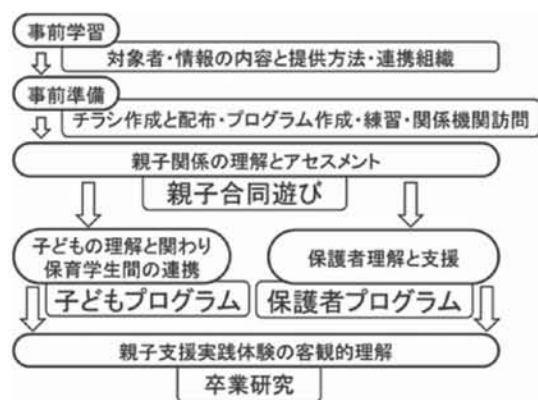 事前学習
対象者・情報の内容と提供方法・連携組織
事前準備
チラシ作成と配布・プログラム作成・練習・関係機関訪問
親子関係の理解とアセスメント
親子合同遊び
子どもの理解と関わり
保育学生間の連携
子どもプログラム
保護者理解と支援
保護者プログラム
親子支援実践体験の客観的理解
卒業研究